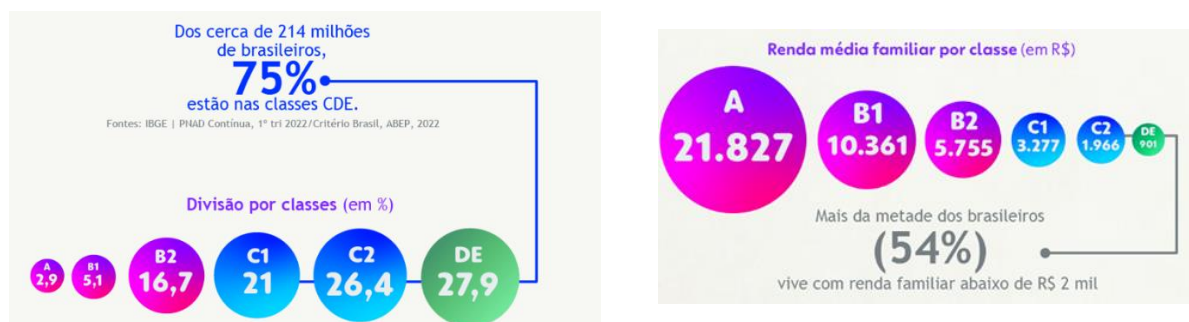 Dos cerca de 214 milhões
de brasileiros,
75%
estão nas classes CDE.
Fontes: IBGE | PNAD Contínua, 1º tri 2022/Critério Brasil, ABEP, 2022
Divisão por classes (em %)
A
2,9
B1
5,1
B2
16,7
C1
21
C2
26,4
DE
27,9
Renda média familiar por classe (em R$)
A
21.827
B1
10.361
B2
5.755
C1
3.277
C2
1.966
DE
901
Mais da metade dos brasileiros
(54%)
vive com renda familiar abaixo de R$ 2 mil